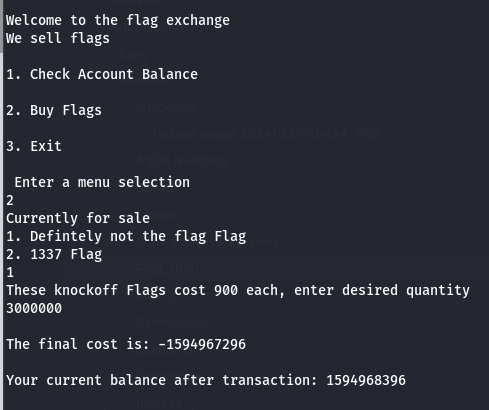 Welcome to the flag exchange
We sell flags
1. Check Account Balance
2. Buy Flags
3. Exit
Enter a menu selection
2
Currently for sale
1. Defintely not the flag Flag
2. 1337 Flag
1
These knockoff Flags cost 900 each, enter desired quantity
3000000
The final cost is: -1594967296
Your current balance after transaction: 1594968396